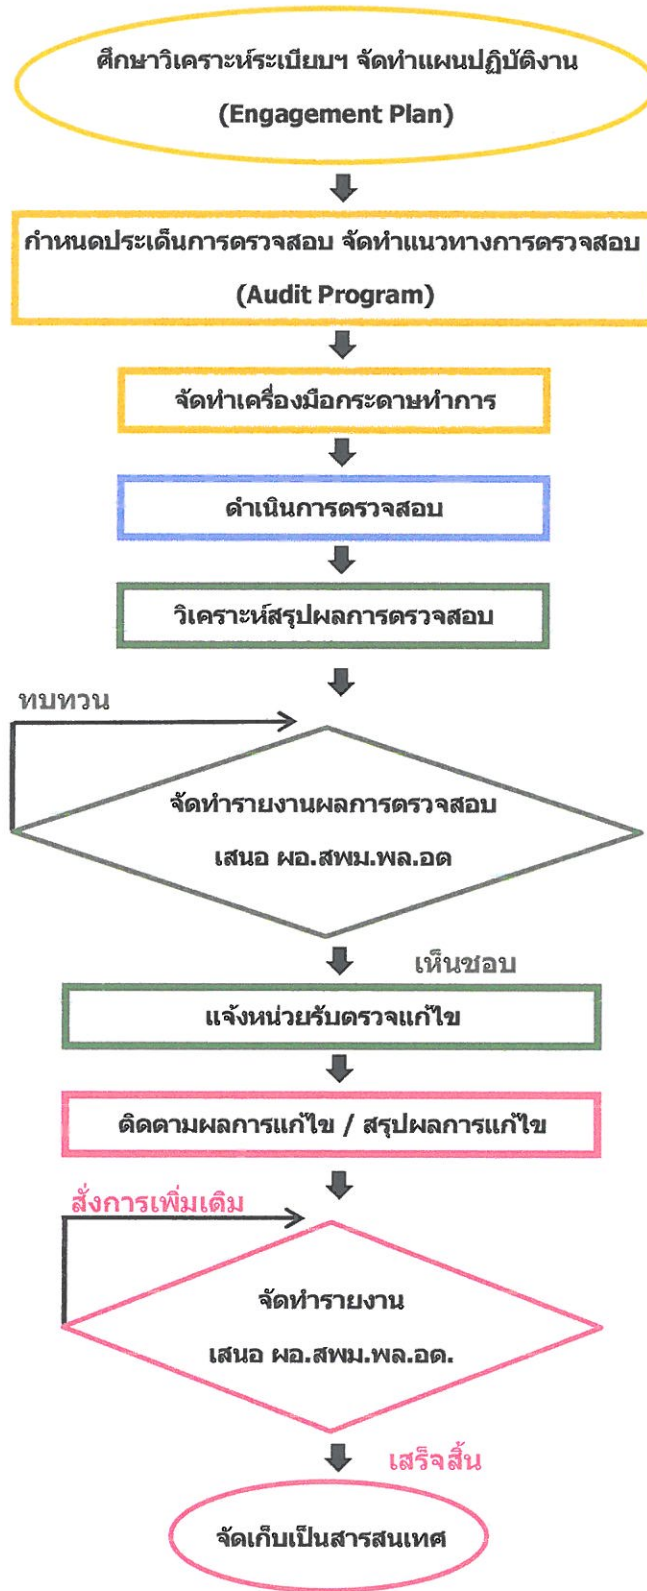 ศึกษาวิเคราะห์ระเบียบฯ จัดทำแผนปฏิบัติงาน
(Engagement Plan)
กำหนดประเด็นการตรวจสอบ จัดทำแนวทางการตรวจสอบ
(Audit Program)
จัดทำเครื่องมือกระดาษทำการ
ดำเนินการตรวจสอบ
วิเคราะห์สรุปผลการตรวจสอบ
ทบทวน
จัดทำรายงานผลการตรวจสอบ
เสนอ ผอ.สพม.พล.อต
เห็นชอบ
แจ้งหน่วยรับตรวจแก้ไข
ติดตามผลการแก้ไข / สรุปผลการแก้ไข
สั่งการเพิ่มเติม
จัดทำรายงาน
เสนอ ผอ.สพม.พล.อต.
เสร็จสิ้น
จัดเก็บเป็นสารสนเทศ